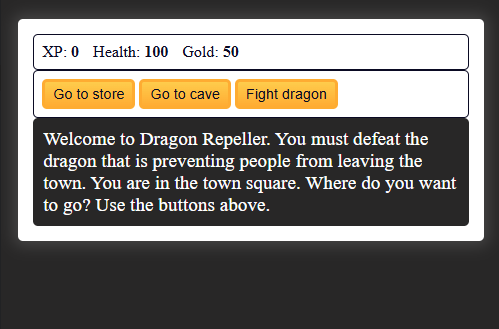 XP: 0 Health: 100 Gold: 50
Go to store Go to cave Fight dragon
Welcome to Dragon Repeller. You must defeat the
dragon that is preventing people from leaving the
town. You are in the town square. Where do you want
to go? Use the buttons above.